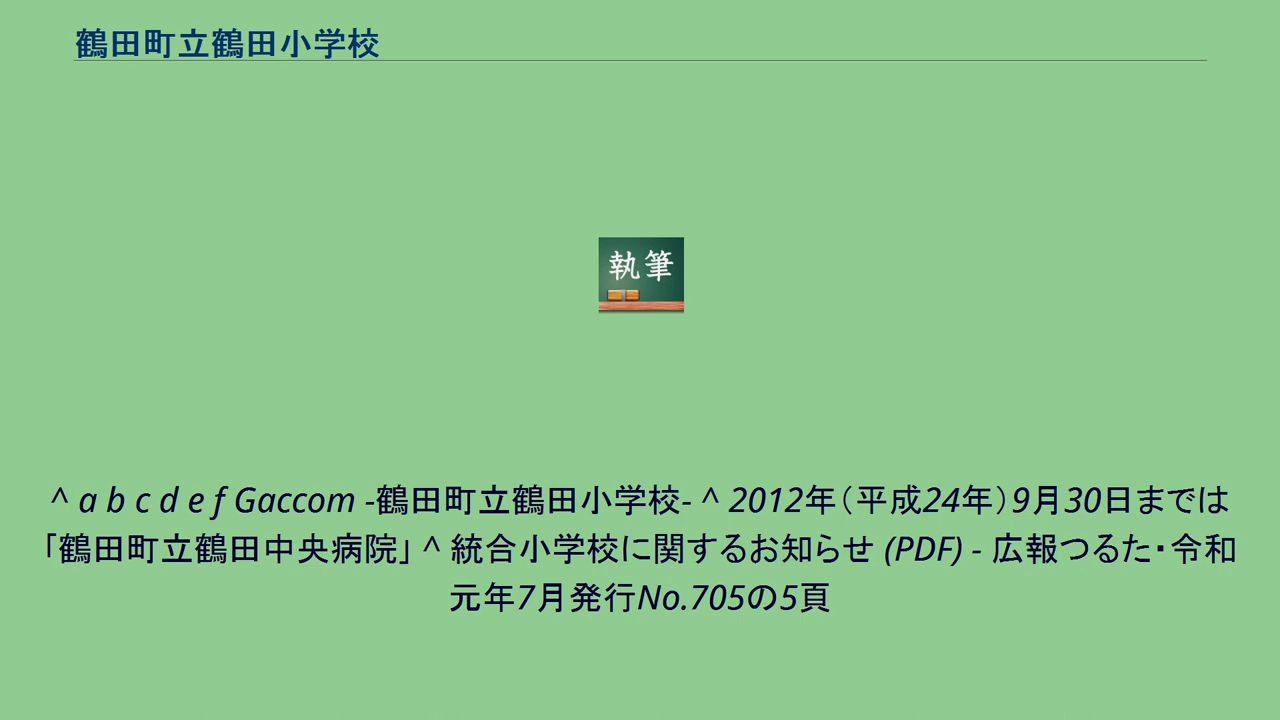 鶴田町立鶴田小学校
執筆
^ a b c d e f Gaccom -鶴田町立鶴田小学校- ^ 2012年（平成24年）9月30日までは
「鶴田町立鶴田中央病院」 ^ 統合小学校に関するお知らせ (PDF) - 広報つるた・令和
元年7月発行No.705の5頁